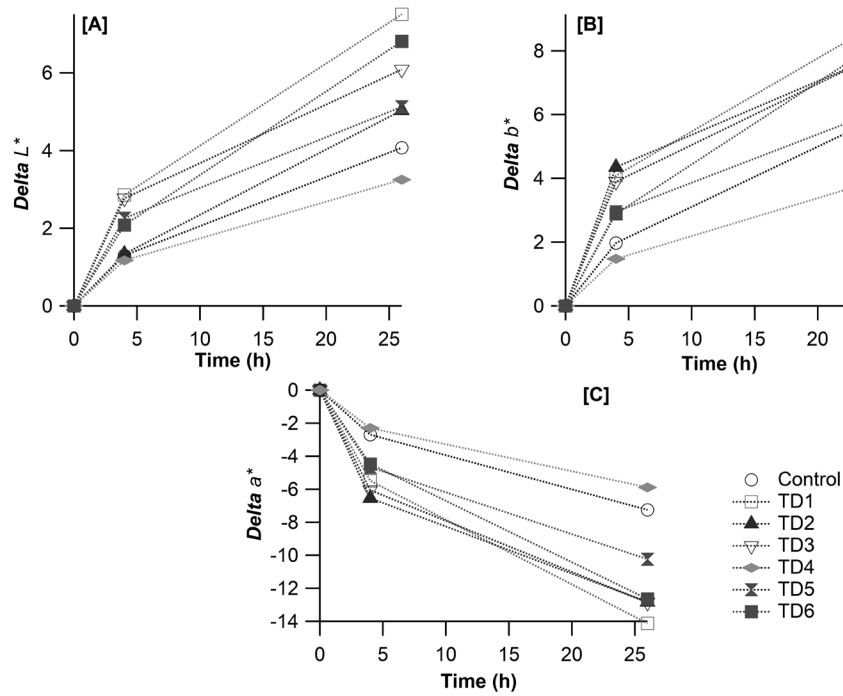 [A]
Delta L*
6
4
2
0
0 5 10 15 20 25
Time (h)
[B]
Delta b*
8
6
4
2
0
0 5 10 15 20
Time (h)
[C]
Delta a*
0
-2
-4
-6
-8
-10
-12
-14
0 5 10 15 20 25
Time (h)
Control
TD1
TD2
TD3
TD4
TD5
TD6